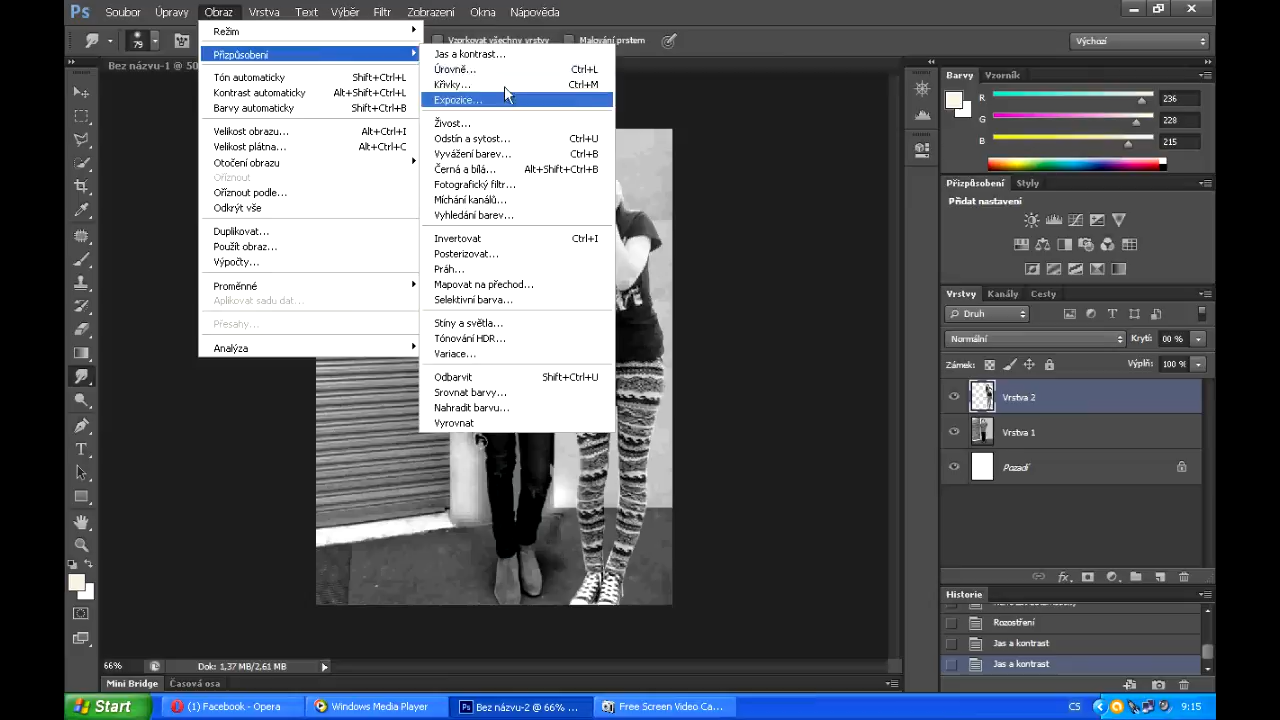 Ps Soubor Úpravy Obraz Vrstva Text Výběr Filtr Zobrazení Okna Nápověda
79 Vzorkovat všechny vrstvy Malování prstem Výchozí
Bez názvu-1 @ 50
Režim
Přizpůsobení
Tón automaticky Shift+Ctrl+L
Kontrast automaticky Alt+Shift+Ctrl+L
Barvy automaticky Shift+Ctrl+B
Velikost obrazu... Alt+Ctrl+I
Velikost plátna... Alt+Ctrl+C
Otočení obrazu
Oříznout
Oříznout podle...
Odkrýt vše
Duplikovat...
Použít obraz...
Výpočty...
Proměnné
Aplikovat sadu dat...
Přesahy...
Analýza
Jas a kontrast...
Úrovně... Ctrl+L
Křivky... Ctrl+M
Expozice...
Živost...
Odstín a sytost... Ctrl+U
Vyvážení barev... Ctrl+B
Černá a bílá... Alt+Shift+Ctrl+B
Fotografický filtr...
Míchání kanálů...
Vyhledání barev...
Invertovat Ctrl+I
Posterizovat...
Práh...
Mapovat na přechod...
Selektivní barva...
Stíny a světla...
Tónování HDR...
Variace...
Odbarvit Shift+Ctrl+U
Srovnat barvy...
Nahradit barvu...
Vyrovnat
Barvy Vzorník
R 236
G 228
B 215
Přizpůsobení Styly
Přidat nastavení
Vrstvy Kanály Cesty
Druh
Normální Krytí: 00 %
Zámek: Výplň: 100 %
Vrstva 2
Vrstva 1
Pozadí
fx
Historie
Rozostření
Jas a kontrast
Jas a kontrast
66% Dok: 1,37 MB/2,61 MB
Mini Bridge Časová osa
Start (1) Facebook - Opera Windows Media Player Bez názvu-2 @ 66% ... Free Screen Video Ca... CS 9:15